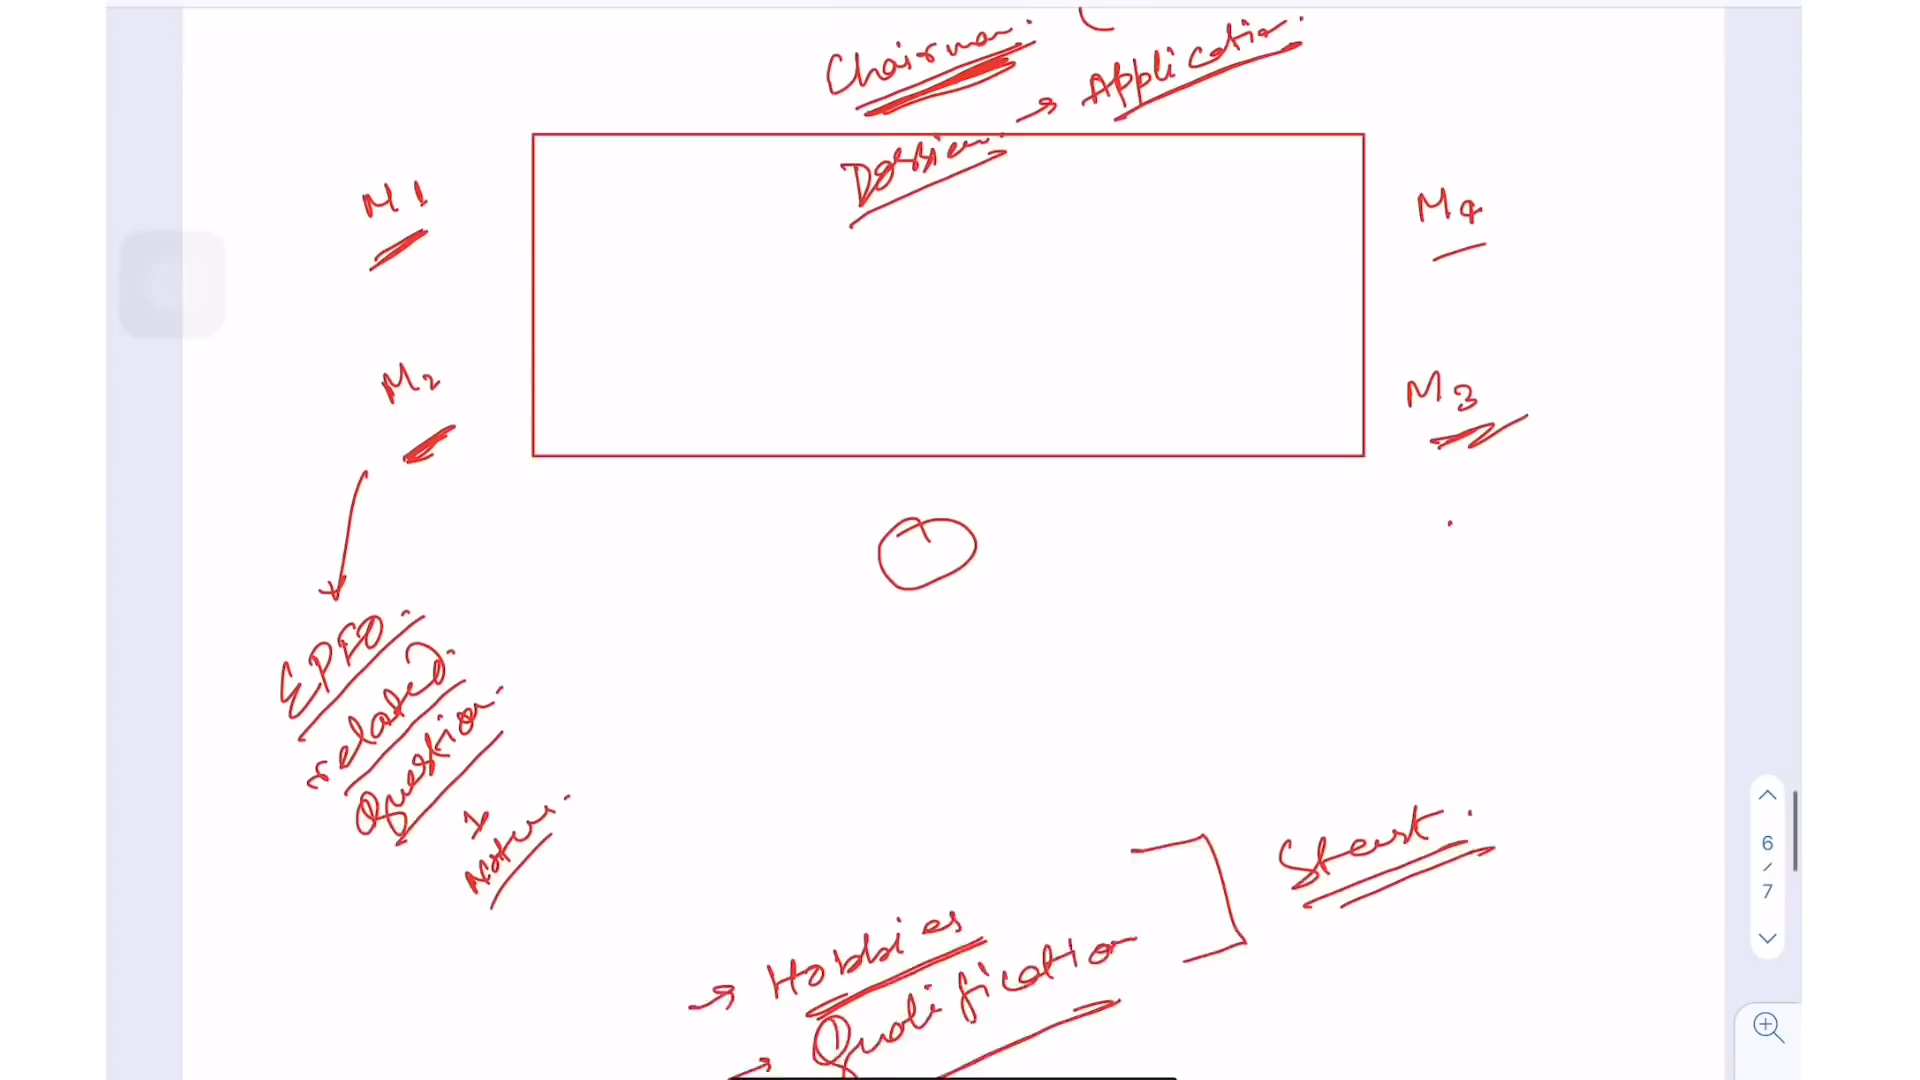 Chairman.
→ Application.
Dossier.
M1
M4
M2
M3
EPFO.
related.
Question.
Nature.
Start.
→ Hobbies
→ Qualification
6
/
7